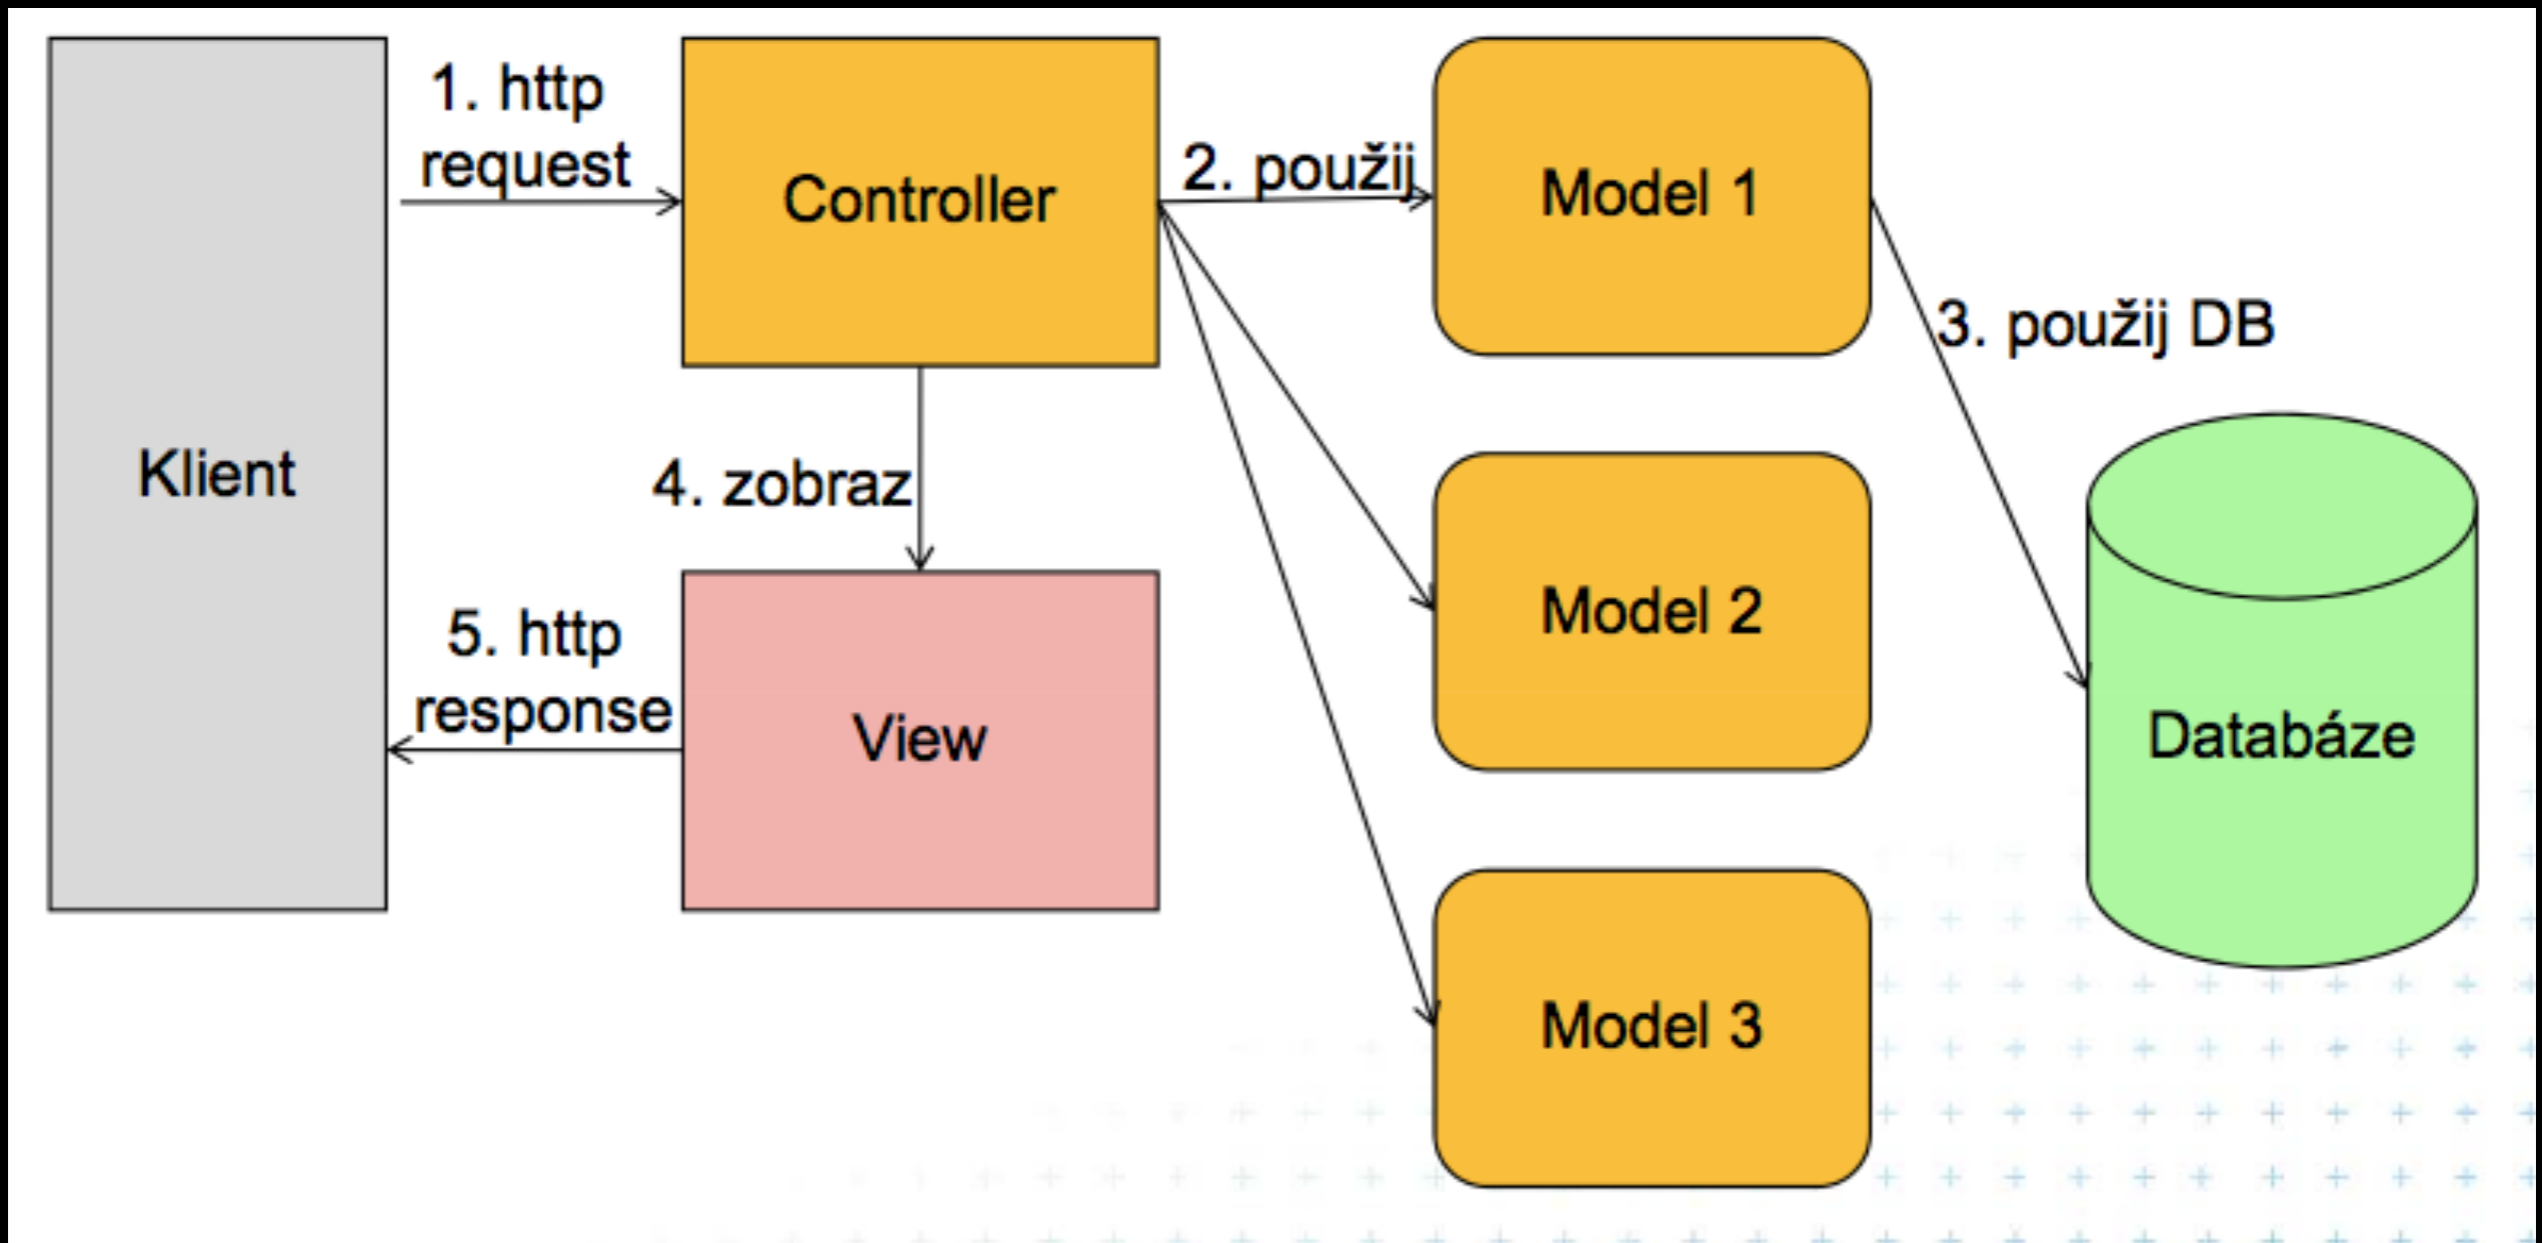 1. http
request
Controller
2. použij
Model 1
3. použij DB
Klient
4. zobraz
Model 2
5. http
response
View
Databáze
Model 3